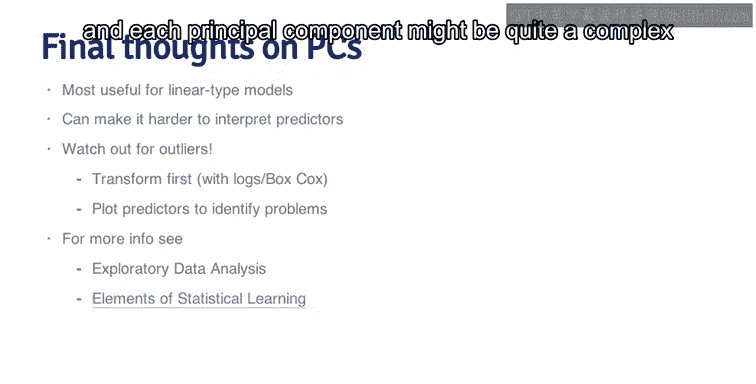 and each principal component might be quite a complex
Final thoughts on PCs
· Most useful for linear-type models
· Can make it harder to interpret predictors
· Watch out for outliers!
- Transform first (with logs/Box Cox)
- Plot predictors to identify problems
· For more info see
- Exploratory Data Analysis
- Elements of Statistical Learning